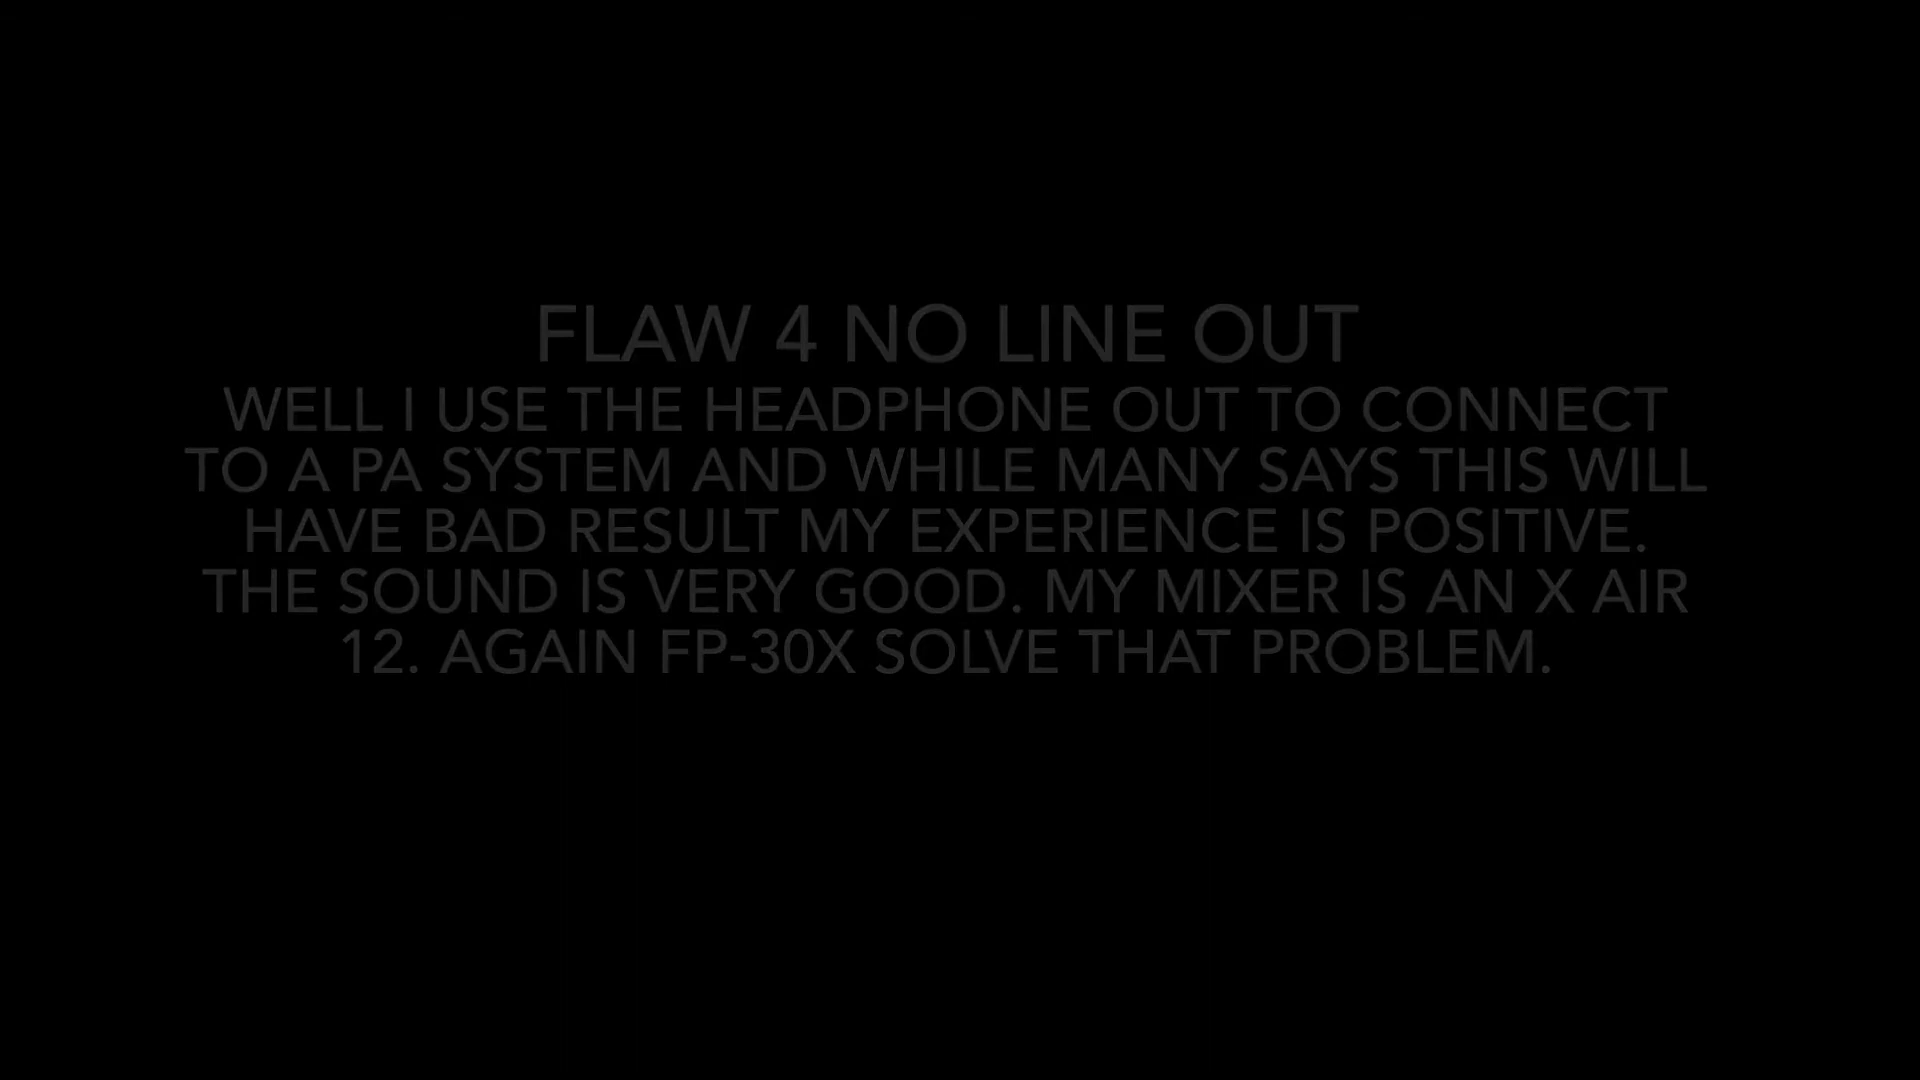 FLAW 4 NO LINE OUT
WELL I USE THE HEADPHONE OUT TO CONNECT
TO A PA SYSTEM AND WHILE MANY SAYS THIS WILL
HAVE BAD RESULT MY EXPERIENCE IS POSITIVE.
THE SOUND IS VERY GOOD. MY MIXER IS AN X AIR
12. AGAIN FP-30X SOLVE THAT PROBLEM.